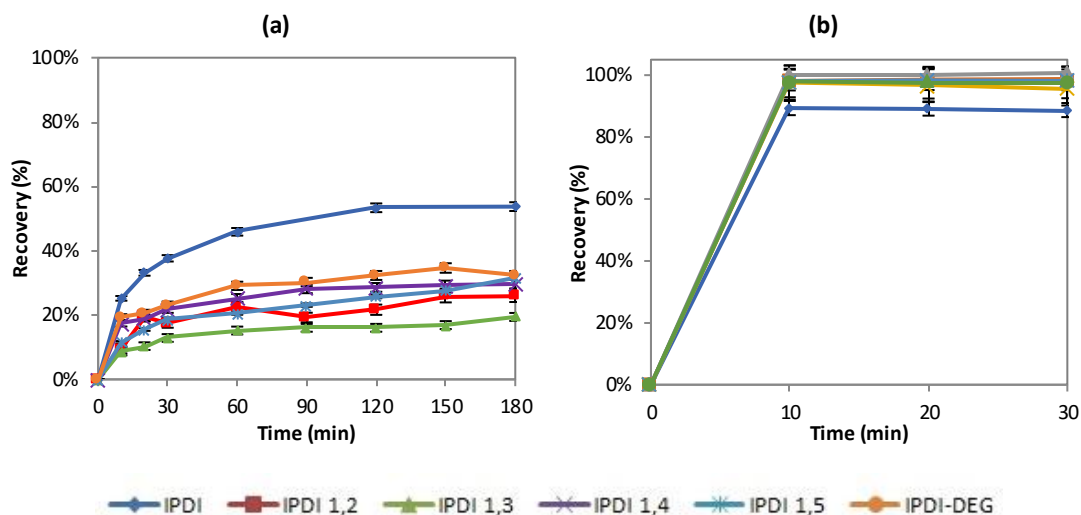 (a)
100%
80%
60%
40%
20%
0%
Recovery (%)
0 30 60 90 120 150 180
Time (min)
(b)
100%
80%
60%
40%
20%
0%
Recovery (%)
0 10 20 30
Time (min)
IPDI IPDI 1,2 IPDI 1,3 IPDI 1,4 IPDI 1,5 IPDI-DEG